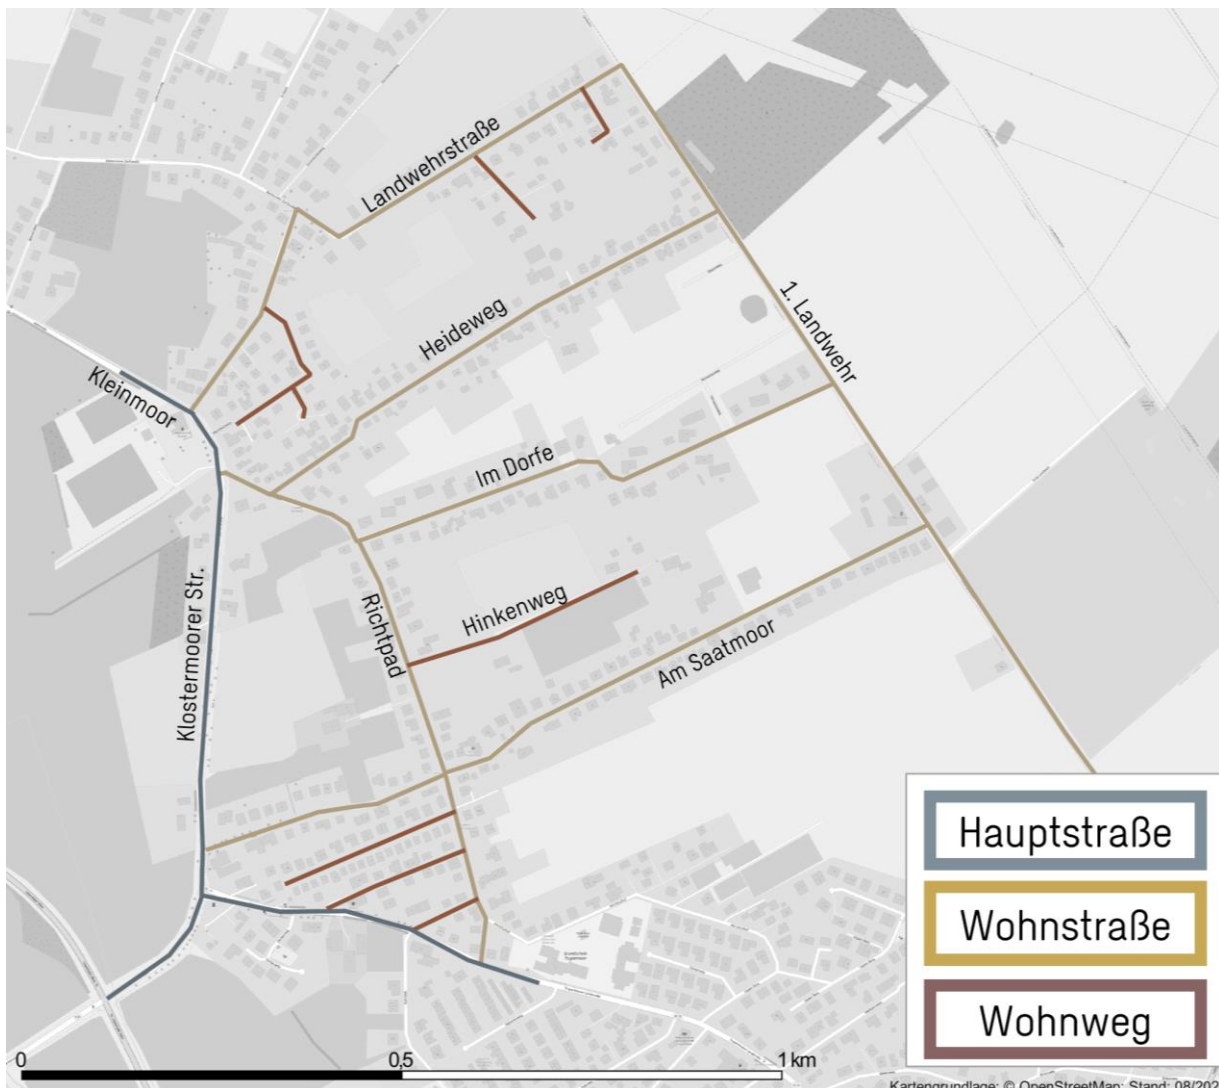 Landwehrstraße
Heideweg
1. Landwehr
Kleinmoor
Im Dorfe
Klostermoorer Str.
Richtpad
Hinkenweg
Am Saatmoor
Hauptstraße
Wohnstraße
Wohnweg
0 0,5 1 km
Kartengrundlage: © OpenStreetMap; Stand: 08/202